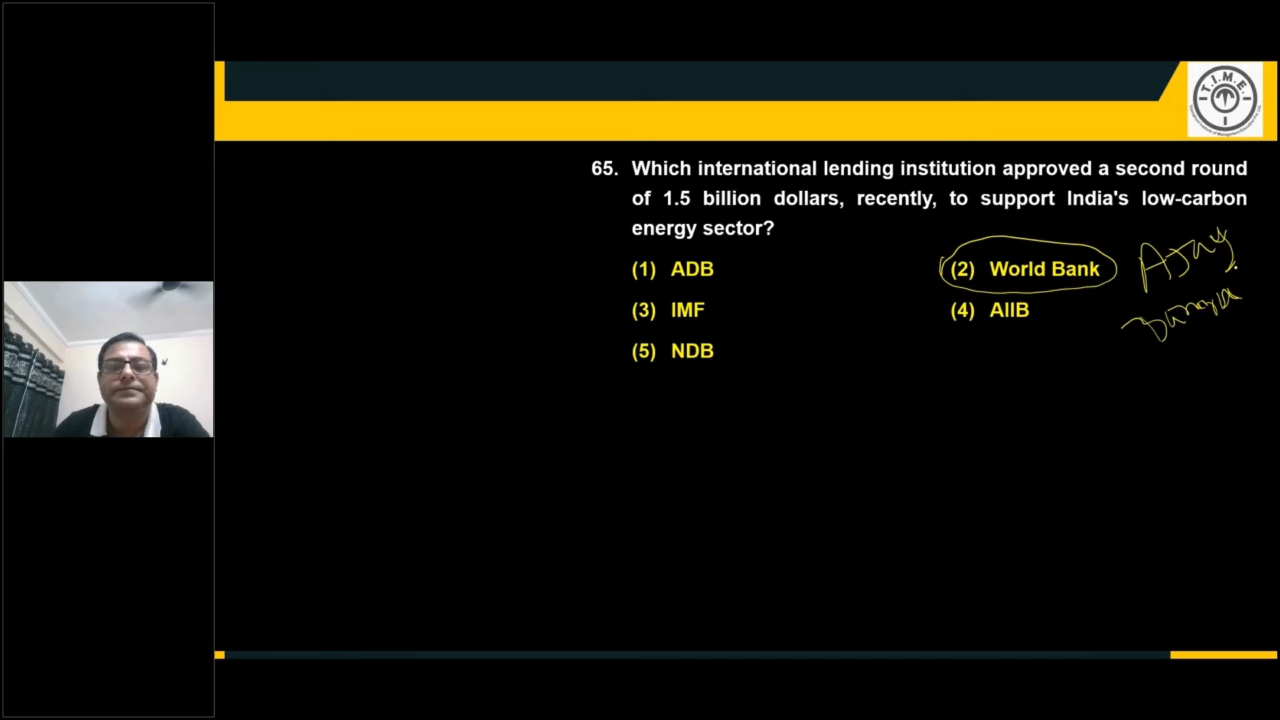 T.I.M.E.
65. Which international lending institution approved a second round
of 1.5 billion dollars, recently, to support India's low-carbon
energy sector?
(1) ADB (2) World Bank
(3) IMF (4) AIIB
(5) NDB
Ajay